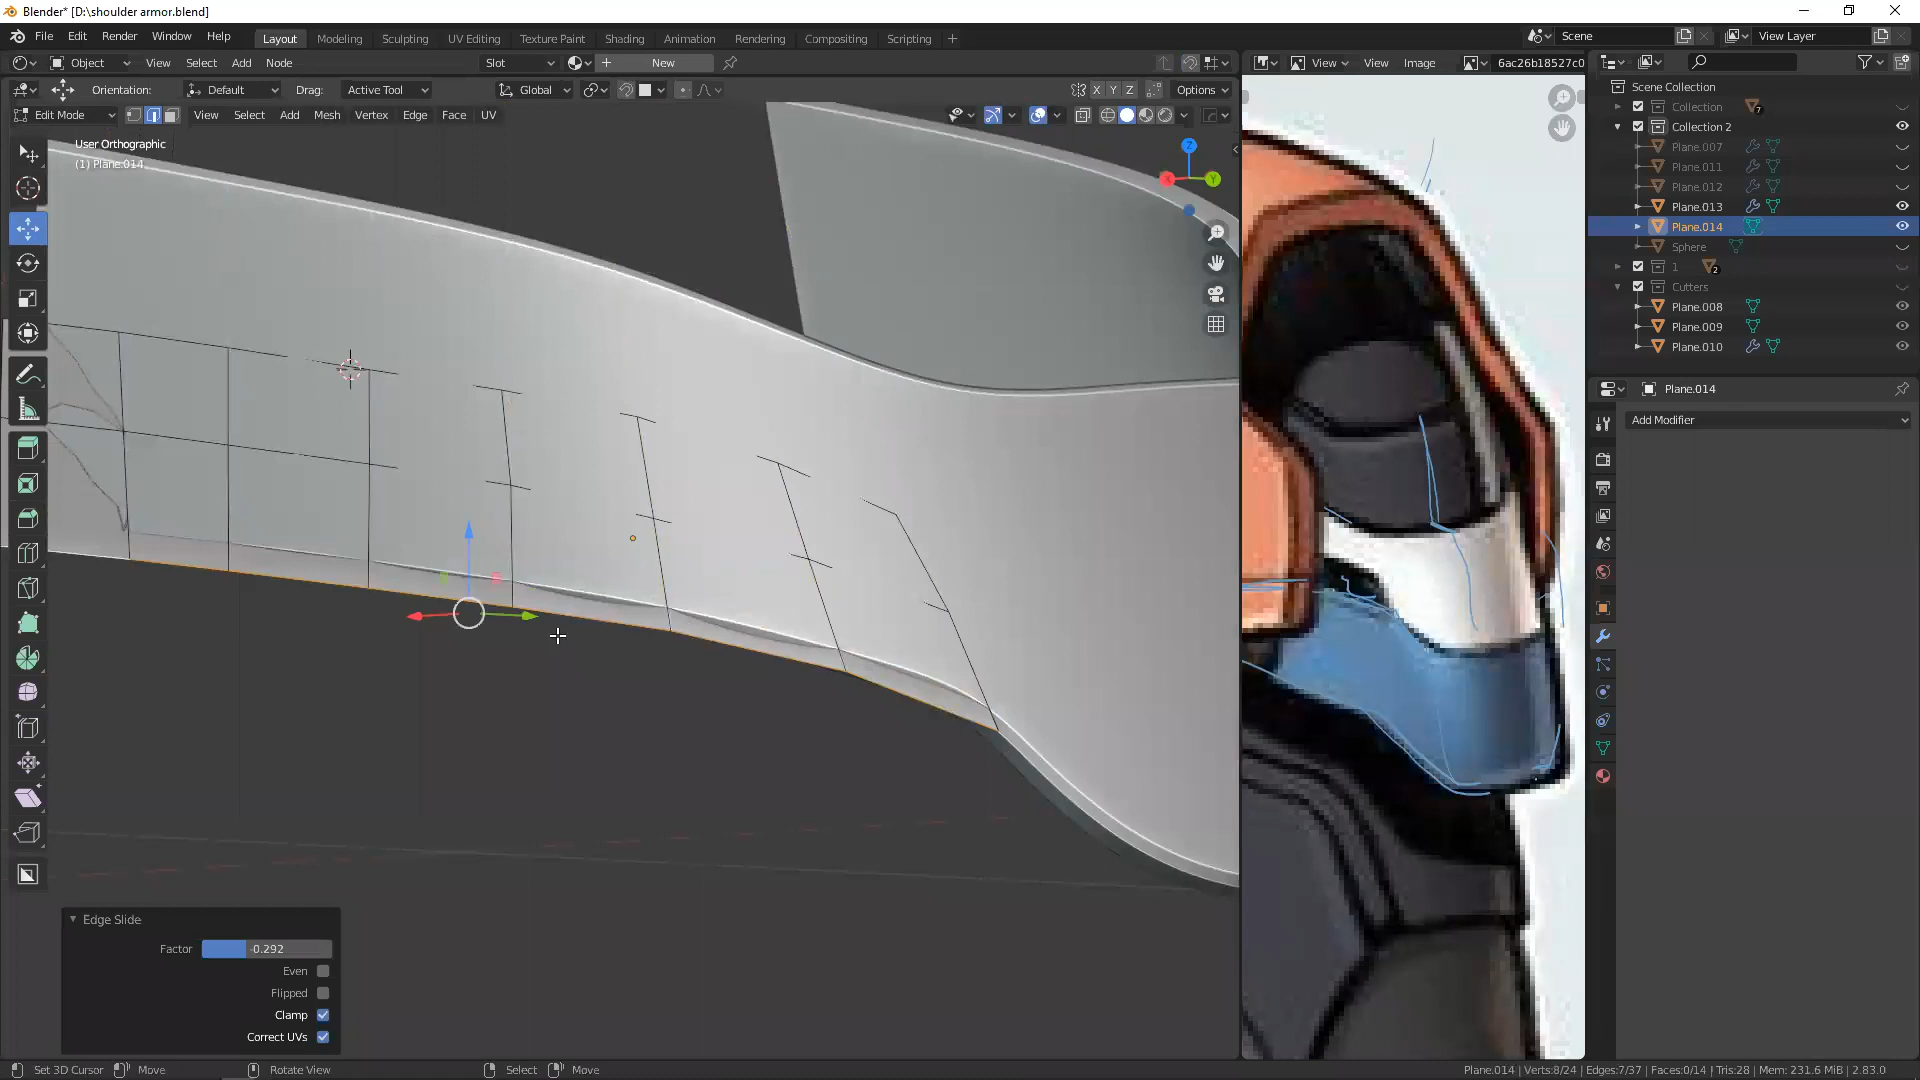 Blender* [D:\shoulder armor.blend]
File Edit Render Window Help
Layout Modeling Sculpting UV Editing Texture Paint Shading Animation Rendering Compositing Scripting
Scene
View Layer
Object View Select Add Node
Slot
New
View View Image
6ac26b18527c0
Orientation: Default Drag: Active Tool
Global
X Y Z Options
Edit Mode
View Select Add Mesh Vertex Edge Face UV
User Orthographic
(1) Plane.014
Z
X
Y
Scene Collection
Collection 7
Collection 2
Plane.007
Plane.011
Plane.012
Plane.013
Plane.014
Sphere
1 2
Cutters
Plane.008
Plane.009
Plane.010
Plane.014
Add Modifier
Edge Slide
Factor -0.292
Even
Flipped
Clamp
Correct UVs
Set 3D Cursor Move Rotate View Select Move
Plane.014 | Verts:8/24 | Edges:7/37 | Faces:0/14 | Tris:28 | Mem: 231.6 MiB | 2.83.0